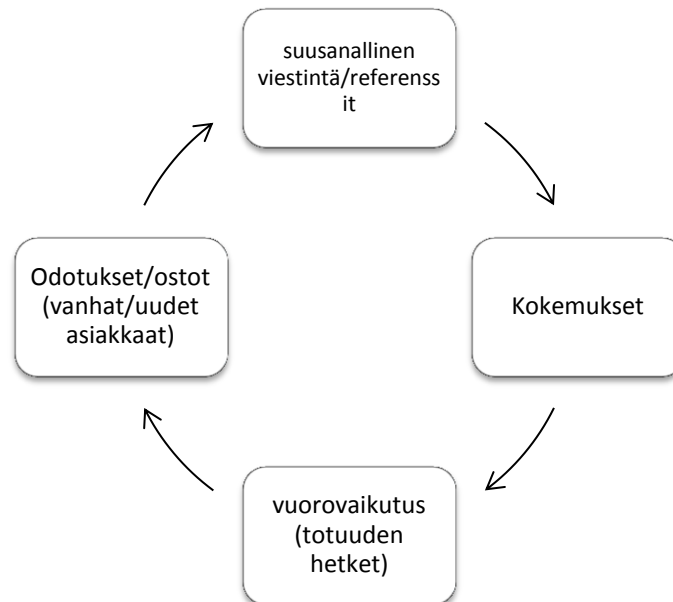 suusanallinen
viestintä/referenss
it
Odotukset/ostot
(vanhat/uudet
asiakkaat)
Kokemukset
vuorovaikutus
(totuuden
hetket)